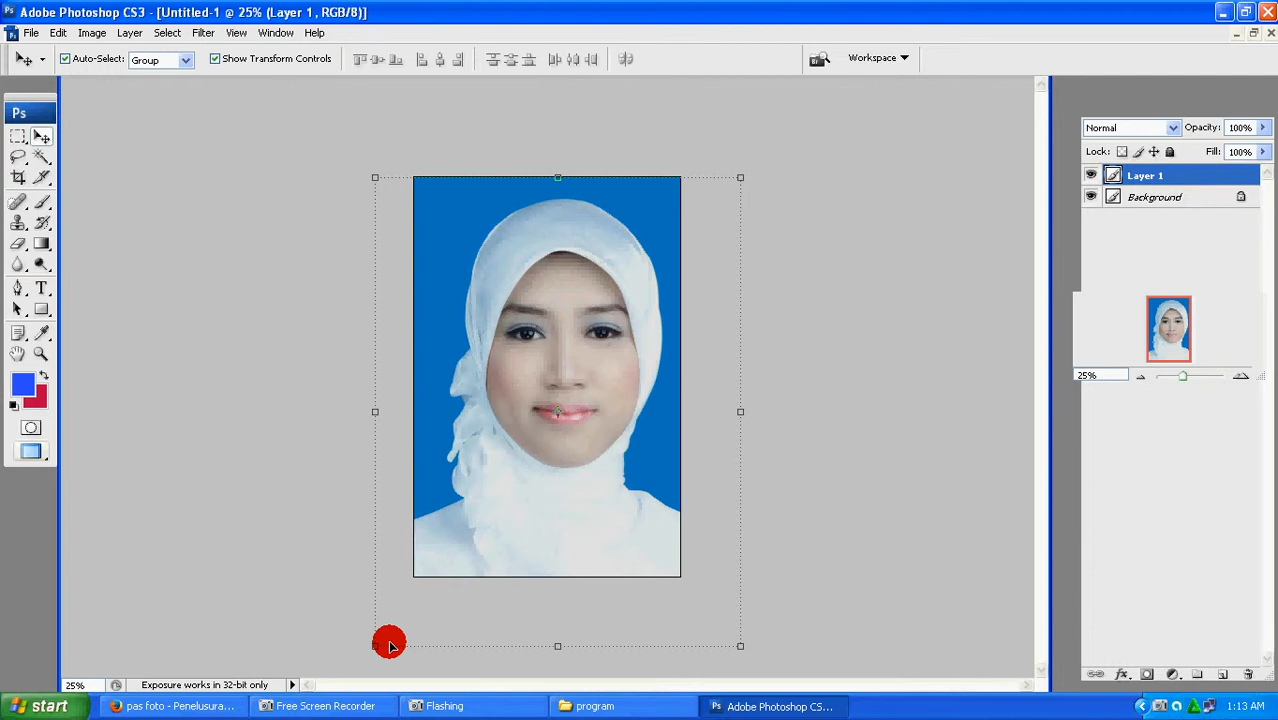 Adobe Photoshop CS3 - [Untitled-1 @ 25% (Layer 1, RGB/8)]
File Edit Image Layer Select Filter View Window Help
Auto-Select: Group Show Transform Controls Workspace
Ps
Normal Opacity: 100%
Lock: Fill: 100%
Layer 1
Background
T
25%
25% Exposure works in 32-bit only
start pas foto - Penelusura... Free Screen Recorder Flashing program Adobe Photoshop CS... 1:13 AM